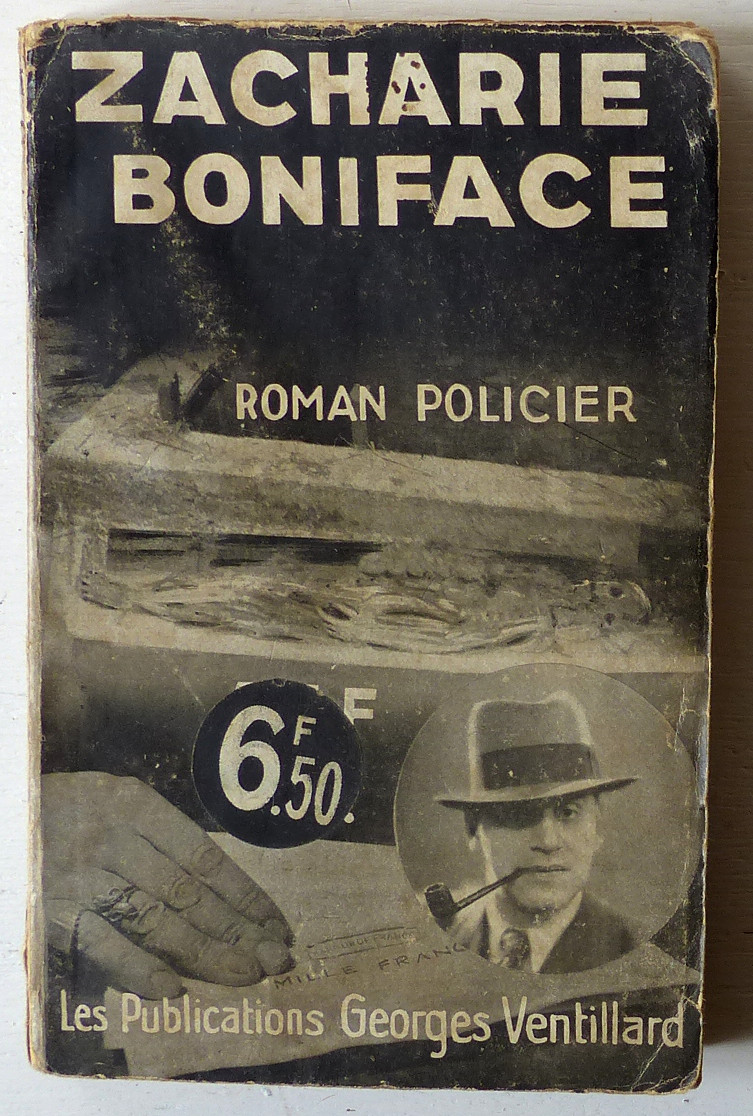 ZACHARIE
BONIFACE
ROMAN POLICIER
F
6F.50.
MILLE FRANC
Les Publications Georges Ventillard